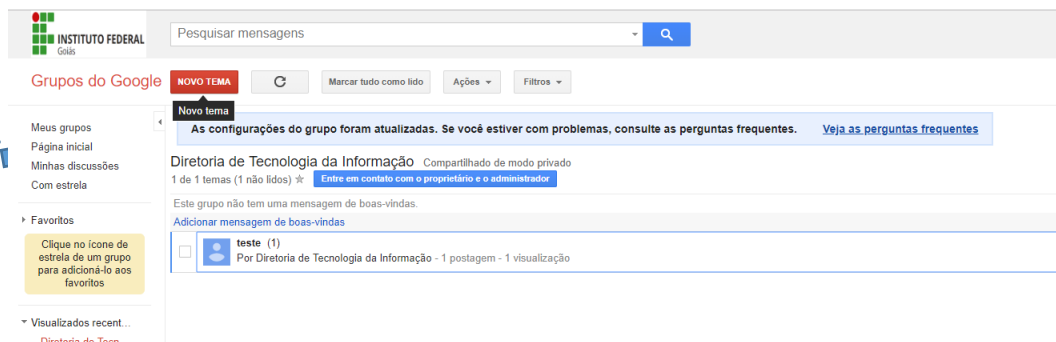 INSTITUTO FEDERAL
Goiás
Pesquisar mensagens
Grupos do Google
NOVO TEMA
Marcar tudo como lido
Ações
Filtros
Novo tema
As configurações do grupo foram atualizadas. Se você estiver com problemas, consulte as perguntas frequentes. Veja as perguntas frequentes
Meus grupos
Página inicial
Minhas discussões
Com estrela
Favoritos
Clique no ícone de
estrela de um grupo
para adicioná-lo aos
favoritos
Visualizados recent...
Diretoria de Tecn...
Diretoria de Tecnologia da Informação Compartilhado de modo privado
1 de 1 temas (1 não lidos) Entre em contato com o proprietário e o administrador
Este grupo não tem uma mensagem de boas-vindas.
Adicionar mensagem de boas-vindas
teste (1)
Por Diretoria de Tecnologia da Informação - 1 postagem - 1 visualização